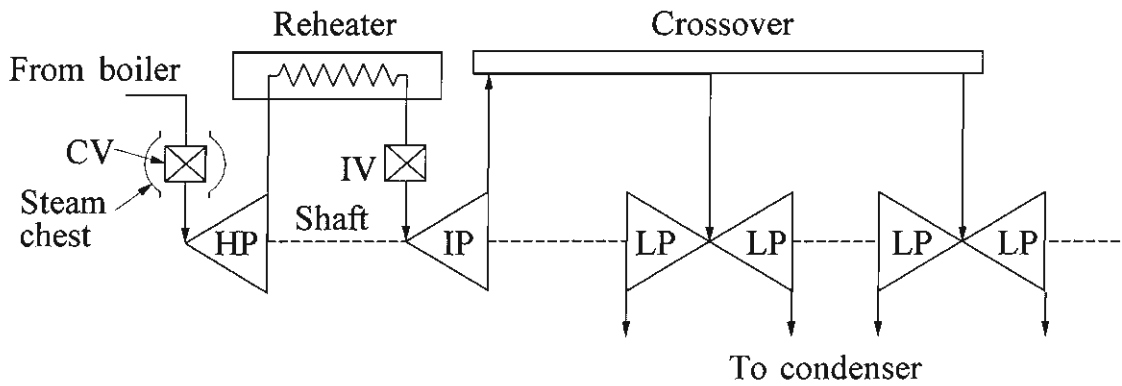 Reheater
Crossover
From boiler
CV
IV
Steam
chest
Shaft
HP
IP
LP
LP
LP
LP
To condenser